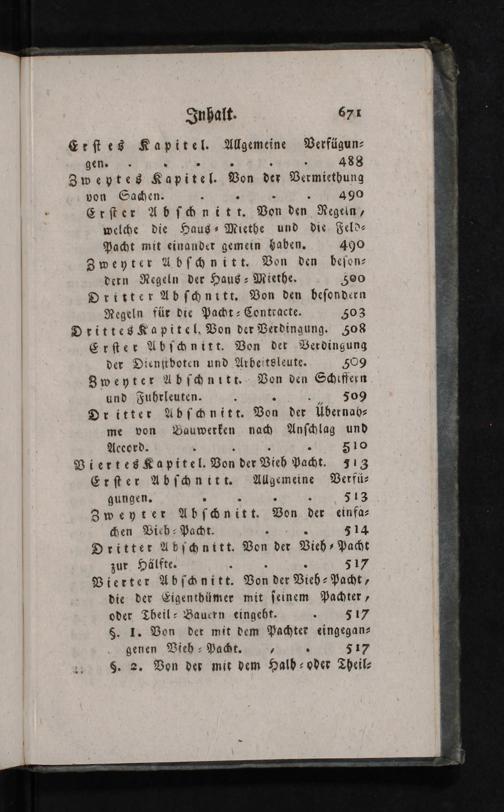 Inhalt. 671
Erstes Kapitel. Allgemeine Verfügun=
gen. . . . . . . 488
Zweytes Kapitel. Von der Vermiethung
von Sachen. . . . . 490
Erster Abschnitt. Von den Regeln,
welche die Haus=Miethe und die Feld=
Pacht mit einander gemein haben. 490
Zweyter Abschnitt. Von den beson=
dern Regeln der Haus=Miethe. 500
Dritter Abschnitt. Von den besondern
Regeln für die Pacht=Contracte. 503
Drittes Kapitel. Von der Verdingung. 508
Erster Abschnitt. Von der Verdingung
der Dienstboten und Arbeitsleute. 509
Zweyter Abschnitt. Von den Schiffern
und Fuhrleuten. . . . 509
Dritter Abschnitt. Von der Übernah=
me von Bauwerken nach Anschlag und
Accord. . . . . . 510
Viertes Kapitel. Von der Vieh Pacht. 513
Erster Abschnitt. Allgemeine Verfü=
gungen. . . . . 513
Zweyter Abschnitt. Von der einfa=
chen Vieh=Pacht. . . 514
Dritter Abschnitt. Von der Vieh=Pacht
zur Hälfte. . . . 517
Vierter Abschnitt. Von der Vieh=Pacht,
die der Eigenthümer mit seinem Pachter,
oder Theil=Bauern eingeht. . 517
§. 1. Von der mit dem Pachter eingegan=
genen Vieh=Pacht. , . 517
§. 2. Von der mit dem Halb=oder Theil=